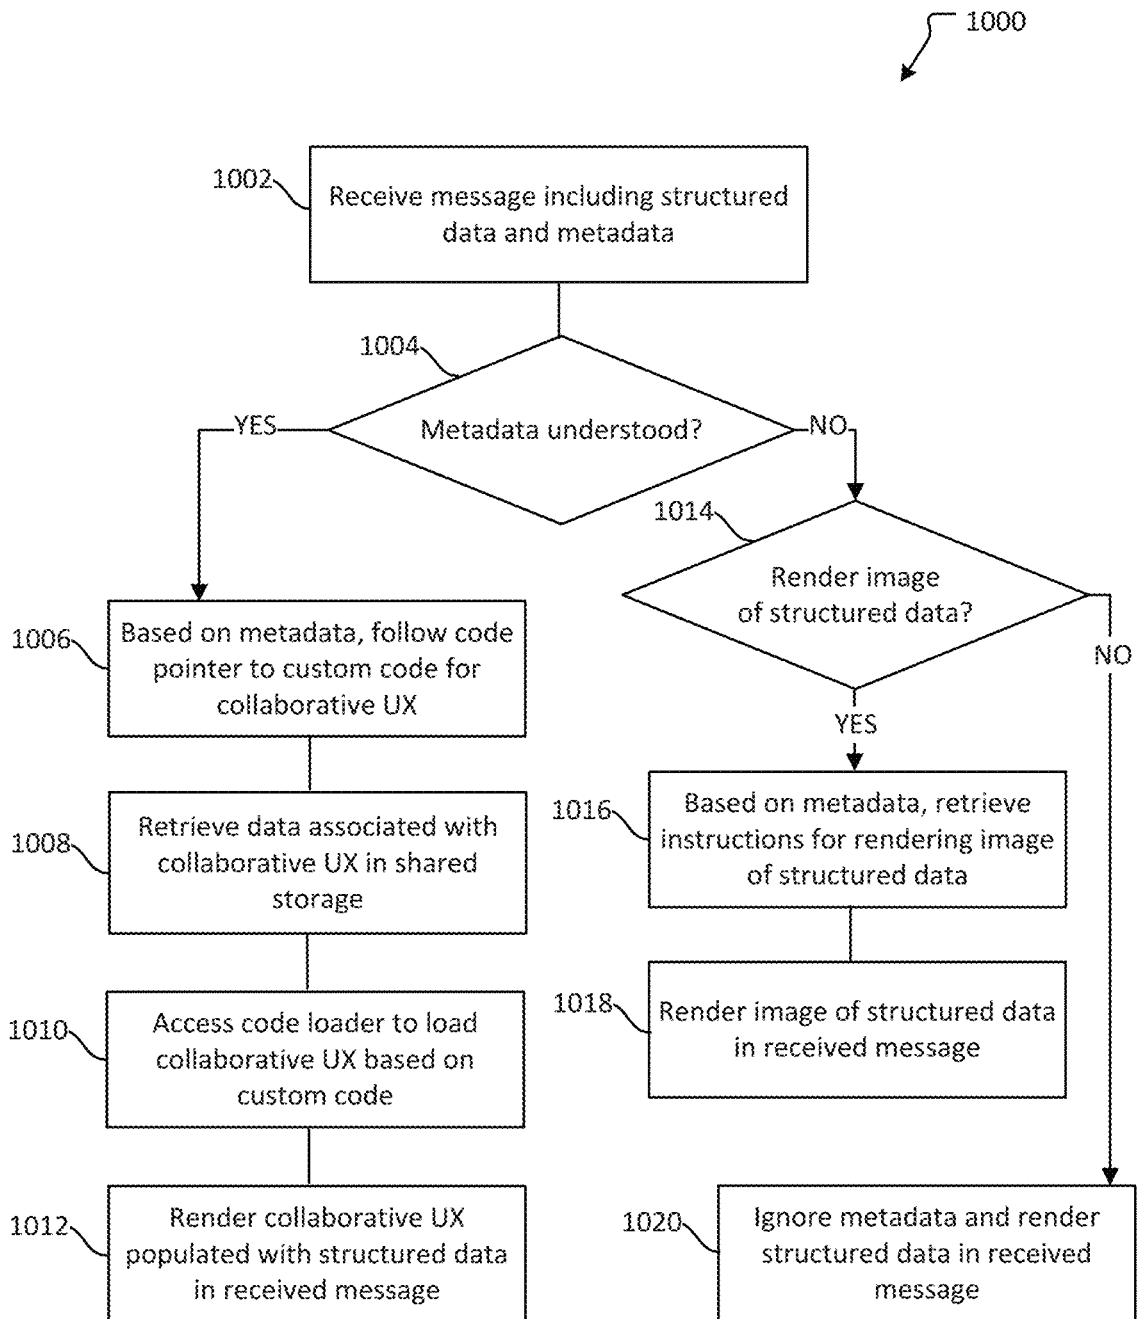 1000
1002
Receive message including structured
data and metadata
1004
Metadata understood?
YES
NO
1014
Render image
of structured data?
NO
YES
1006
Based on metadata, follow code
pointer to custom code for
collaborative UX
1016
Based on metadata, retrieve
instructions for rendering image
of structured data
1008
Retrieve data associated with
collaborative UX in shared
storage
1018
Render image of structured data
in received message
1010
Access code loader to load
collaborative UX based on
custom code
1012
Render collaborative UX
populated with structured data
in received message
1020
Ignore metadata and render
structured data in received
message